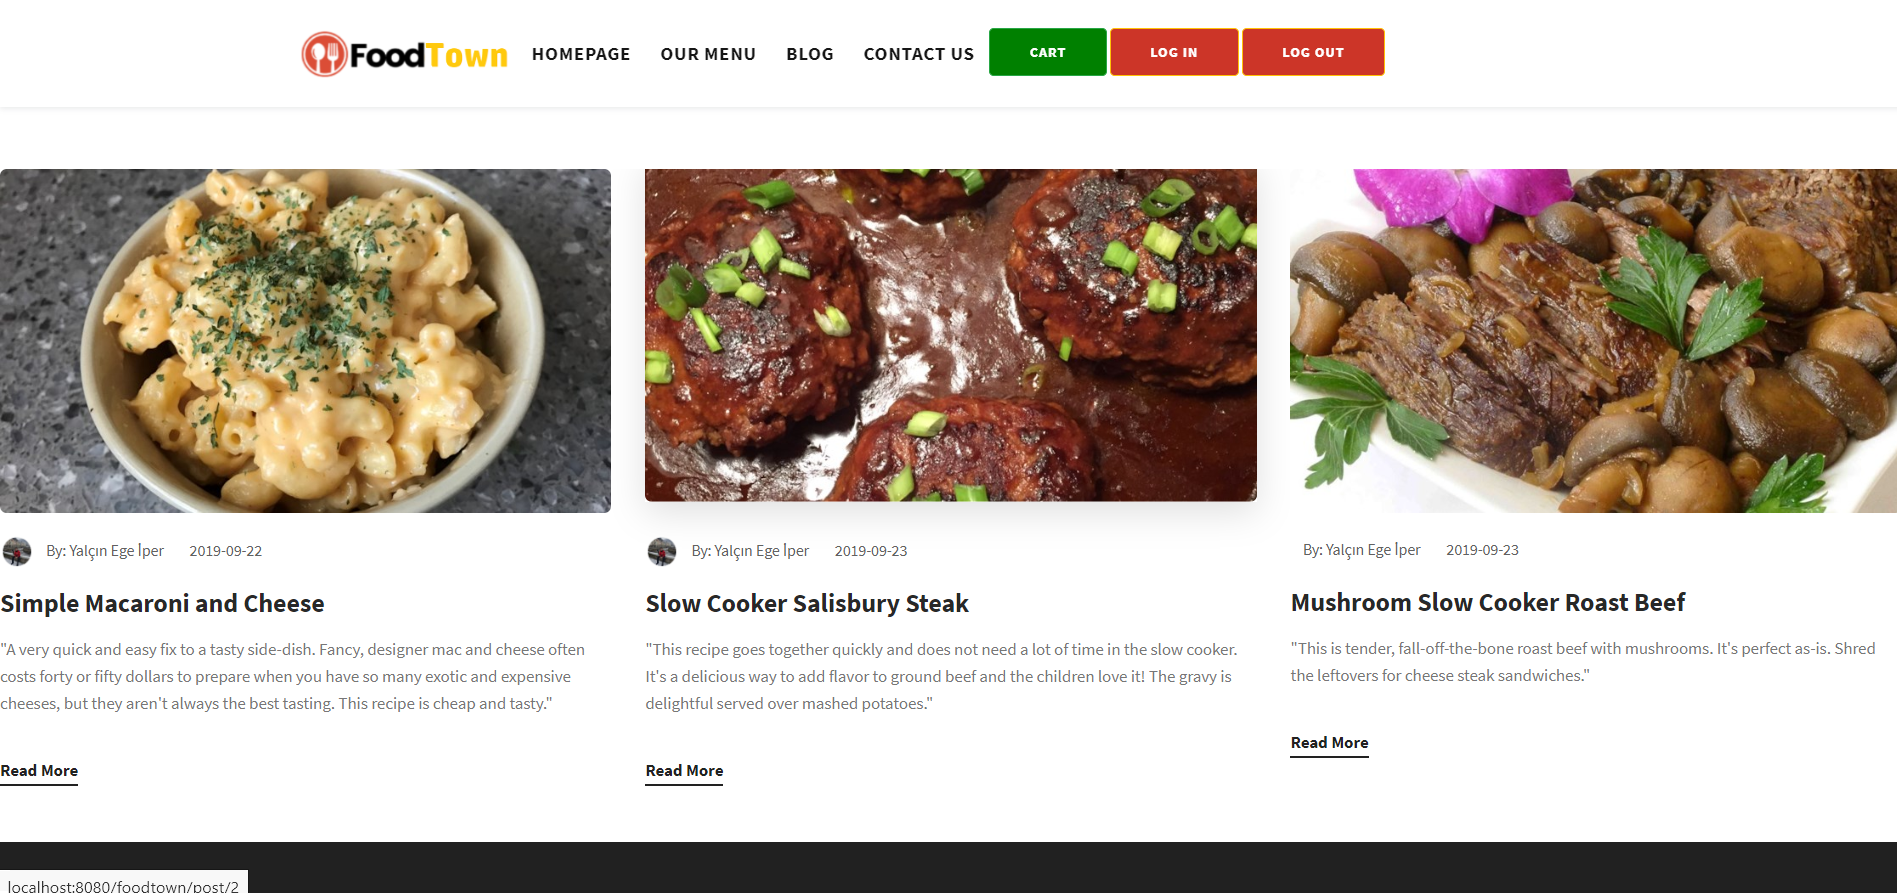 FoodTown HOMEPAGE OUR MENU BLOG CONTACT US CART LOG IN LOG OUT
By: Yalçın Ege İper 2019-09-22
Simple Macaroni and Cheese
"A very quick and easy fix to a tasty side-dish. Fancy, designer mac and cheese often
costs forty or fifty dollars to prepare when you have so many exotic and expensive
cheeses, but they aren't always the best tasting. This recipe is cheap and tasty."
Read More
By: Yalçın Ege İper 2019-09-23
Slow Cooker Salisbury Steak
"This recipe goes together quickly and does not need a lot of time in the slow cooker.
It's a delicious way to add flavor to ground beef and the children love it! The gravy is
delightful served over mashed potatoes."
Read More
By: Yalçın Ege İper 2019-09-23
Mushroom Slow Cooker Roast Beef
"This is tender, fall-off-the-bone roast beef with mushrooms. It's perfect as-is. Shred
the leftovers for cheese steak sandwiches."
Read More
localhost:8080/foodtown/post/2